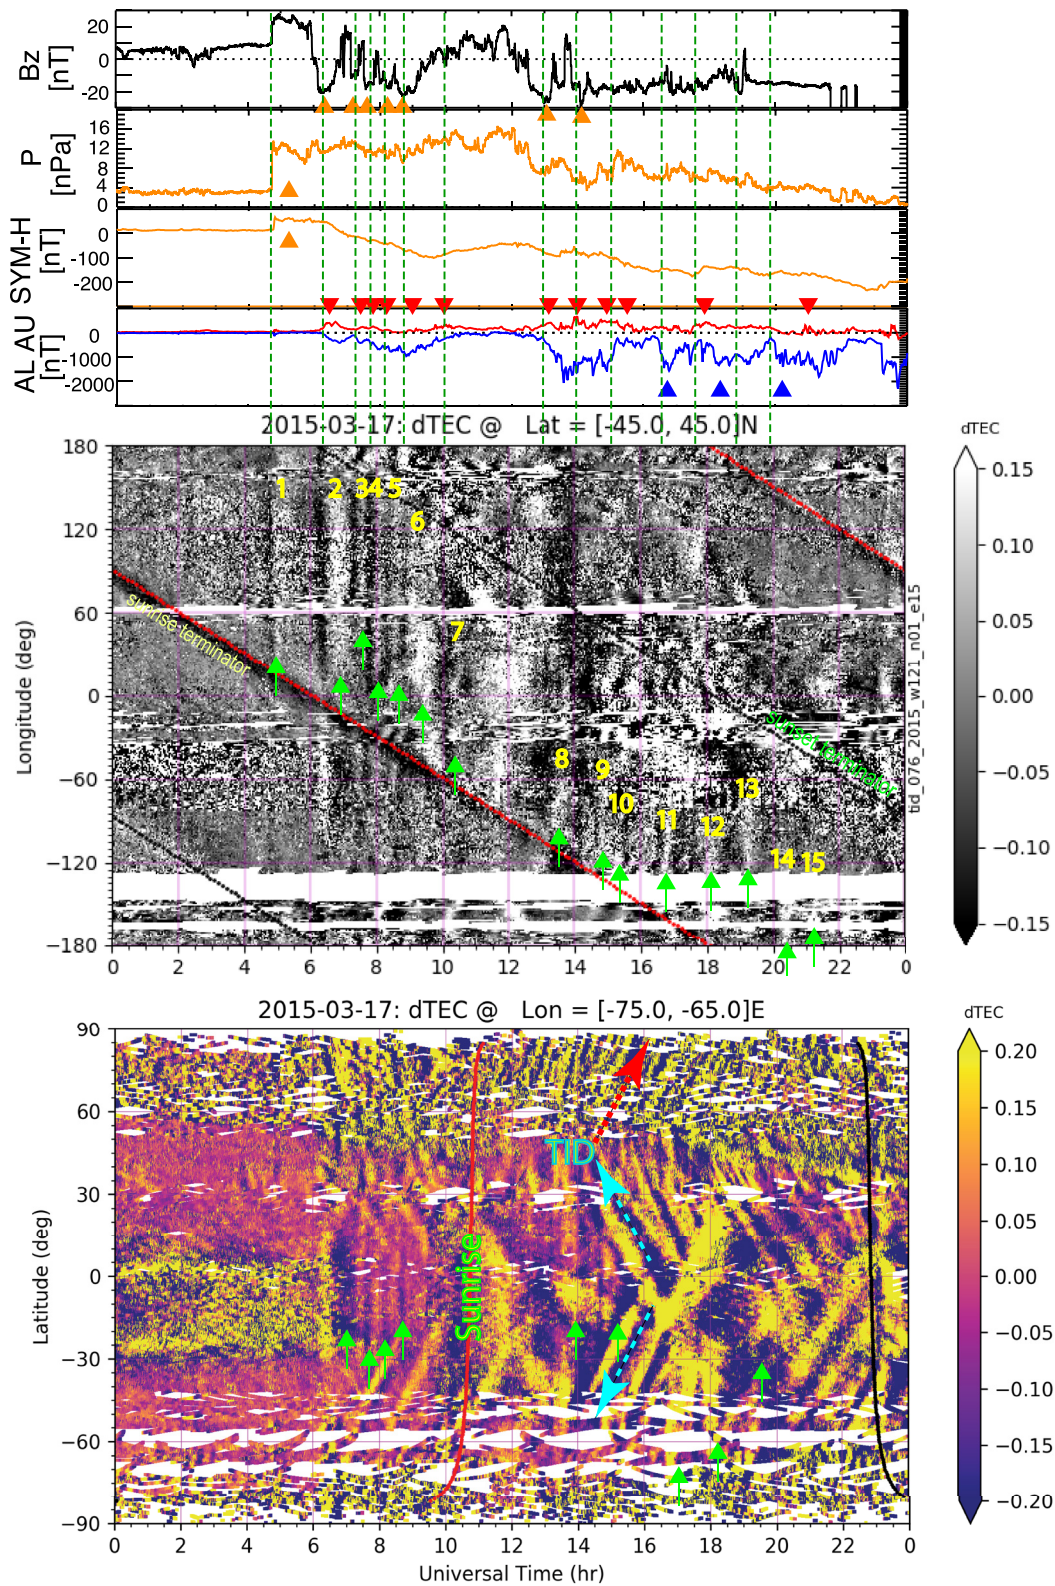 20
0
-20
Bz
[nT]
16
12
8
4
0
P
[nPa]
0
-100
-200
SYM-H
[nT]
0
-1000
-2000
AL AU
[nT]
2015-03-17: dTEC @ Lat = [-45.0, 45.0]N
180
120
60
0
−60
−120
−180
Longitude (deg)
1
2
3
4
5
6
7
8
9
10
11
12
13
14
15
sunrise terminator
sunset terminator
0 2 4 6 8 10 12 14 16 18 20 22 0
tid_076_2015_w121_n01_e15
dTEC
0.15
0.10
0.05
0.00
−0.05
−0.10
−0.15
2015-03-17: dTEC @ Lon = [-75.0, -65.0]E
90
60
30
0
−30
−60
−90
Latitude (deg)
TID
Sunrise
0 2 4 6 8 10 12 14 16 18 20 22 0
Universal Time (hr)
dTEC
0.20
0.15
0.10
0.05
0.00
−0.05
−0.10
−0.15
−0.20